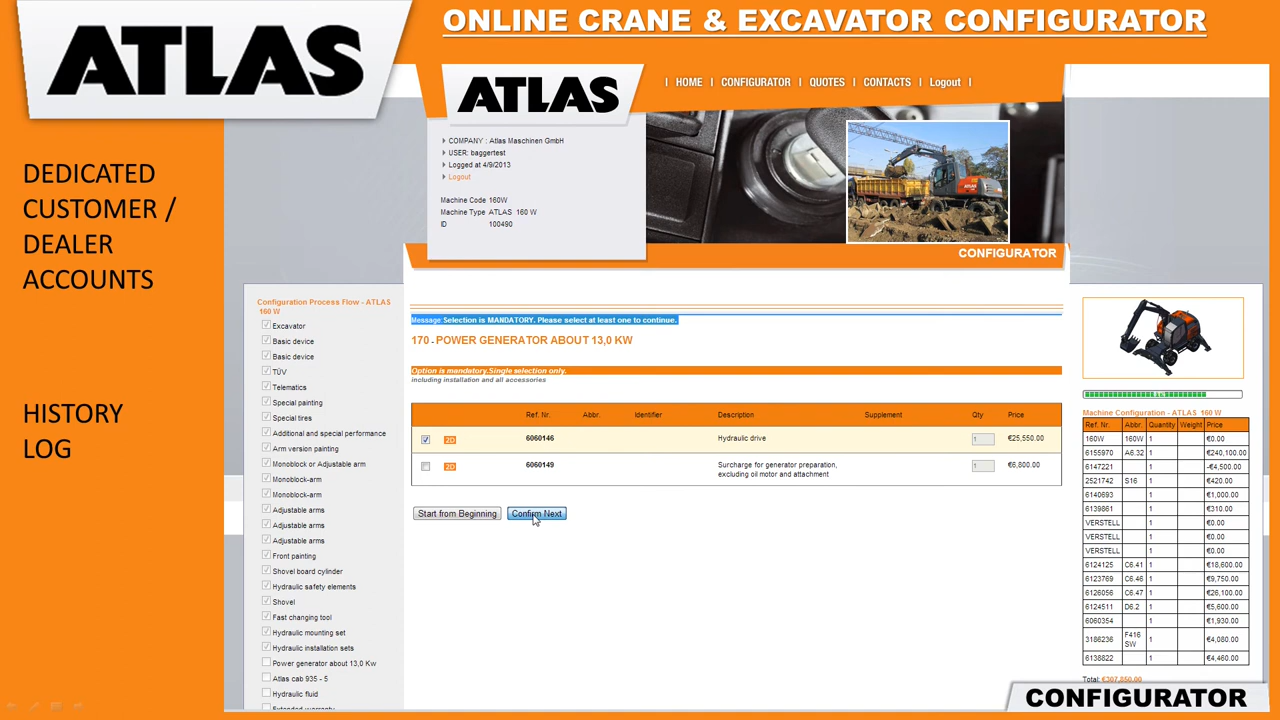 ATLAS
ONLINE CRANE & EXCAVATOR CONFIGURATOR
DEDICATED
CUSTOMER /
DEALER
ACCOUNTS
HISTORY
LOG
ATLAS
| HOME | CONFIGURATOR | QUOTES | CONTACTS | Logout |
COMPANY : Atlas Maschinen GmbH
USER: baggertest
Logged at 4/9/2013
Logout
Machine Code 160W
Machine Type ATLAS 160 W
ID 100490
ATLAS
CONFIGURATOR
Configuration Process Flow - ATLAS
160 W
Excavator
Basic device
Basic device
TÜV
Telematics
Special painting
Special tires
Additional and special performance
Arm version painting
Monoblock or Adjustable arm
Monoblock-arm
Monoblock-arm
Adjustable arms
Adjustable arms
Adjustable arms
Front painting
Shovel board cylinder
Hydraulic safety elements
Shovel
Fast changing tool
Hydraulic mounting set
Hydraulic installation sets
Power generator about 13,0 Kw
Atlas cab 935 - 5
Hydraulic fluid
Extended warranty
Message:Selection is MANDATORY. Please select at least one to continue.
170 - POWER GENERATOR ABOUT 13,0 KW
Option is mandatory.Single selection only.
including installation and all accessories
Ref. Nr. Abbr. Identifier Description Supplement Qty Price
2D 6060146 Hydraulic drive 1 €25,550.00
2D 6060149 Surcharge for generator preparation, 1 €6,800.00
excluding oil motor and attachment
Start from Beginning Confirm Next
Machine Configuration - ATLAS 160 W
Ref. Nr. Abbr. Quantity Weight Price
160W 160W 1 €0.00
6155970 A6.32 1 €240,100.00
6147221 1 -€4,500.00
2521742 S16 1 €420.00
6140693 1 €1,000.00
6139861 1 €310.00
VERSTELL 1 €0.00
VERSTELL 1 €0.00
VERSTELL 1 €0.00
6124125 C6.41 1 €18,600.00
6123769 C6.46 1 €9,750.00
6126056 C6.47 1 €26,100.00
6124511 D6.2 1 €5,600.00
6060354 1 €1,930.00
3186236 F416 SW 1 €4,080.00
6138822 1 €4,460.00
Total: €307,850.00
CONFIGURATOR